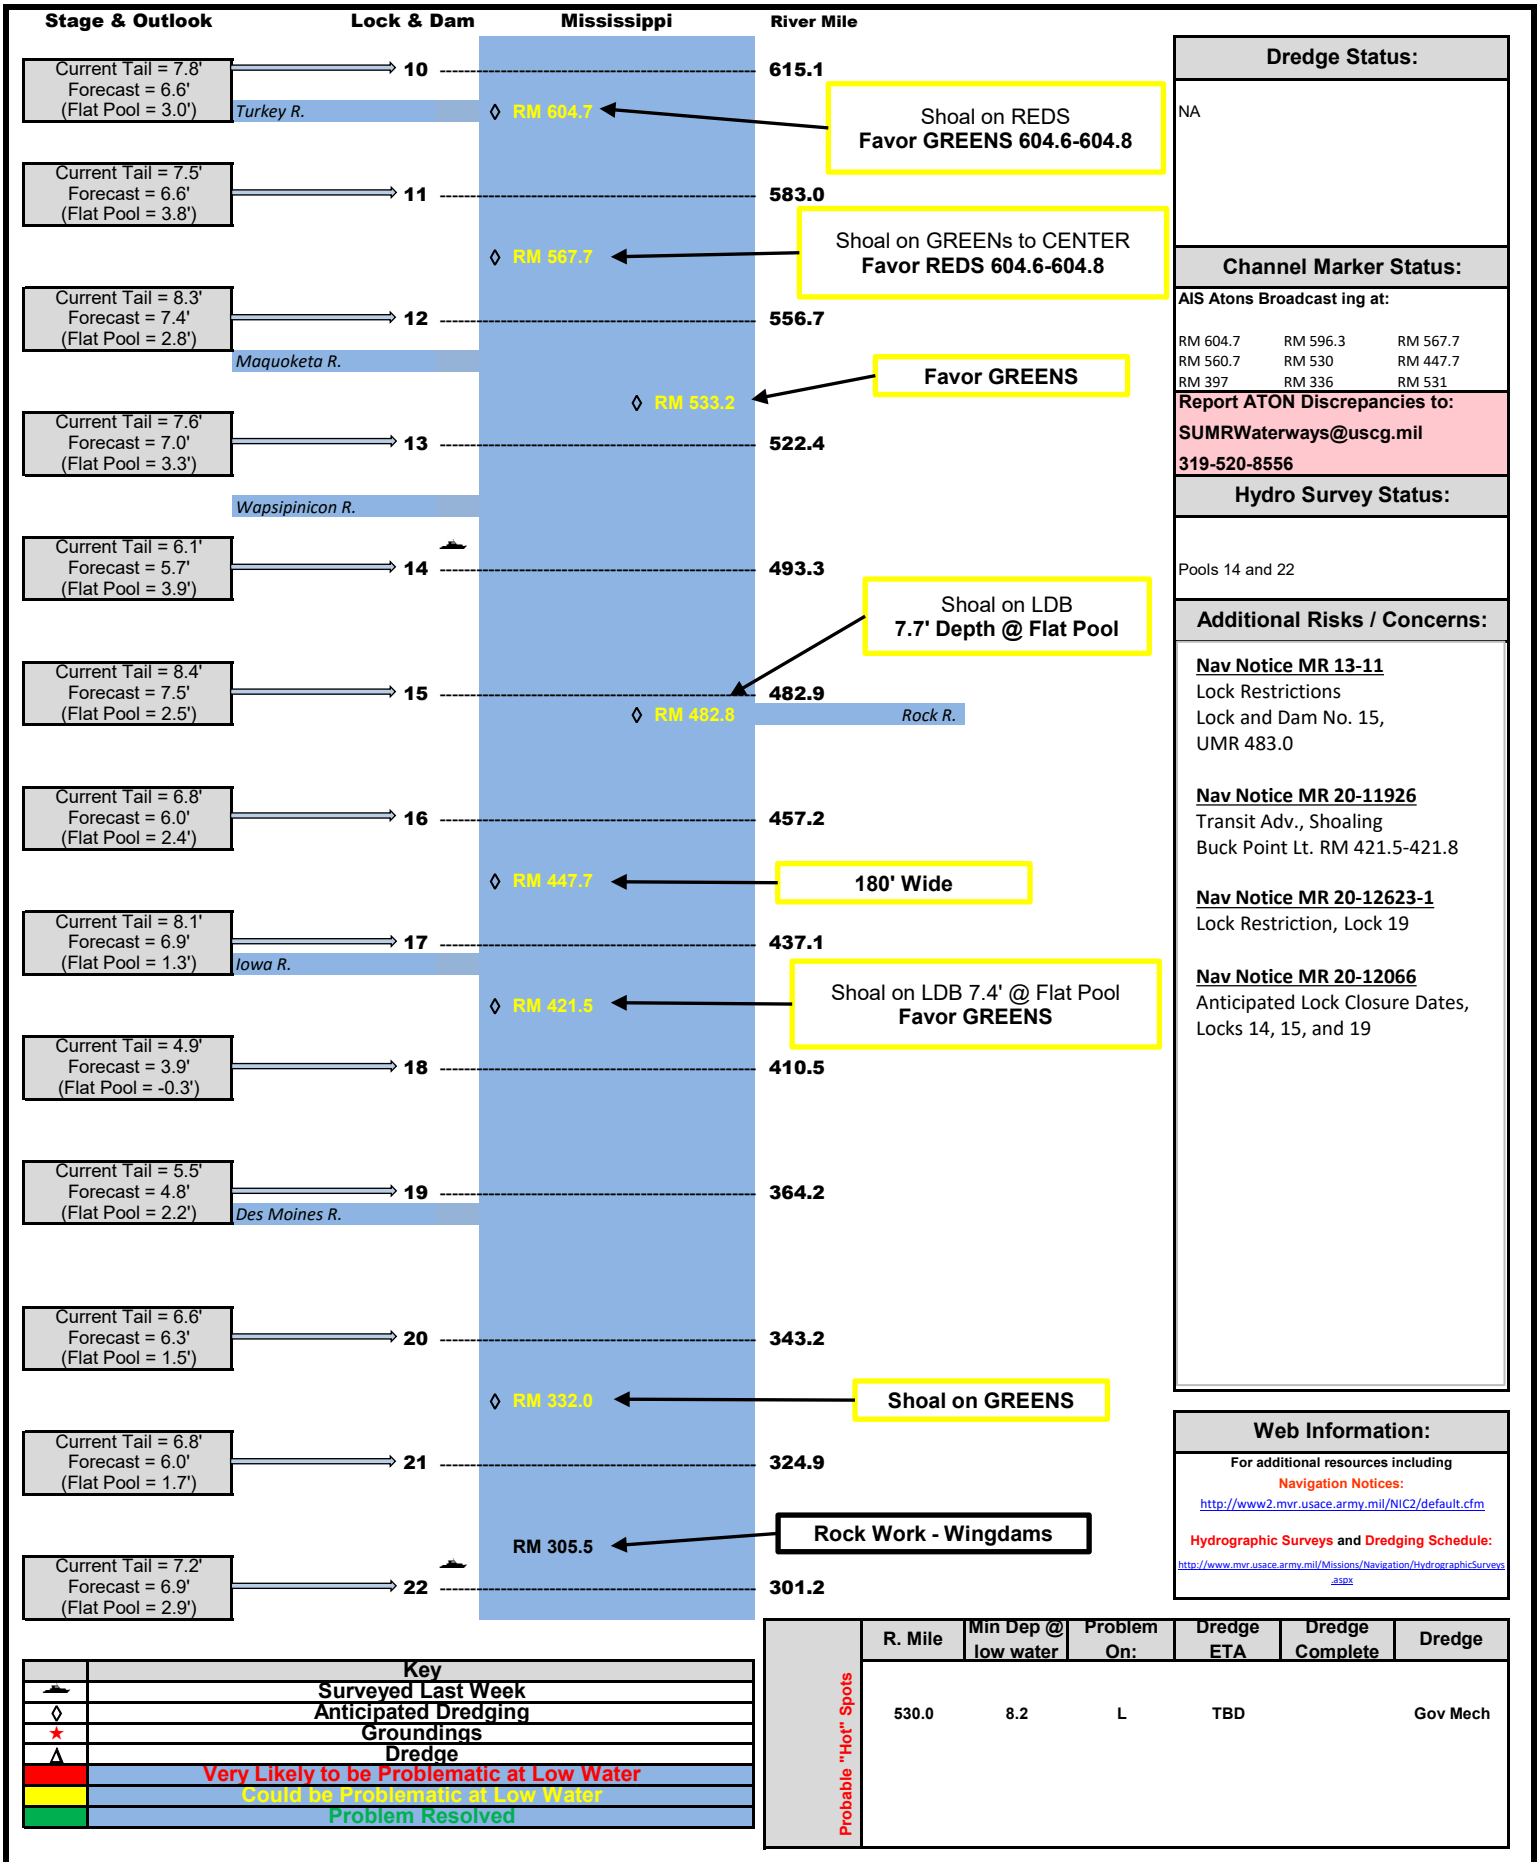 Stage & Outlook Lock & Dam Mississippi River Mile
Current Tail = 7.8'
Forecast = 6.6'
(Flat Pool = 3.0')
10 615.1
Turkey R.
◊ RM 604.7
Shoal on REDS
Favor GREENS 604.6-604.8
Current Tail = 7.5'
Forecast = 6.6'
(Flat Pool = 3.8')
11 583.0
◊ RM 567.7
Shoal on GREENs to CENTER
Favor REDS 604.6-604.8
Current Tail = 8.3'
Forecast = 7.4'
(Flat Pool = 2.8')
12 556.7
Maquoketa R.
◊ RM 533.2
Favor GREENS
Current Tail = 7.6'
Forecast = 7.0'
(Flat Pool = 3.3')
13 522.4
Wapsipinicon R.
Current Tail = 6.1'
Forecast = 5.7'
(Flat Pool = 3.9')
14 493.3
Shoal on LDB
7.7' Depth @ Flat Pool
Current Tail = 8.4'
Forecast = 7.5'
(Flat Pool = 2.5')
15 482.9
◊ RM 482.8
Rock R.
Current Tail = 6.8'
Forecast = 6.0'
(Flat Pool = 2.4')
16 457.2
◊ RM 447.7
180' Wide
Current Tail = 8.1'
Forecast = 6.9'
(Flat Pool = 1.3')
17 437.1
Iowa R.
◊ RM 421.5
Shoal on LDB 7.4' @ Flat Pool
Favor GREENS
Current Tail = 4.9'
Forecast = 3.9'
(Flat Pool = -0.3')
18 410.5
Current Tail = 5.5'
Forecast = 4.8'
(Flat Pool = 2.2')
19 364.2
Des Moines R.
Current Tail = 6.6'
Forecast = 6.3'
(Flat Pool = 1.5')
20 343.2
◊ RM 332.0
Shoal on GREENS
Current Tail = 6.8'
Forecast = 6.0'
(Flat Pool = 1.7')
21 324.9
RM 305.5
Rock Work - Wingdams
Current Tail = 7.2'
Forecast = 6.9'
(Flat Pool = 2.9')
22 301.2
Dredge Status:
NA
Channel Marker Status:
AIS Atons Broadcast ing at:
RM 604.7 RM 596.3 RM 567.7
RM 560.7 RM 530 RM 447.7
RM 397 RM 336 RM 531
Report ATON Discrepancies to:
SUMRWaterways@uscg.mil
319-520-8556
Hydro Survey Status:
Pools 14 and 22
Additional Risks / Concerns:
Nav Notice MR 13-11
Lock Restrictions
Lock and Dam No. 15,
UMR 483.0
Nav Notice MR 20-11926
Transit Adv., Shoaling
Buck Point Lt. RM 421.5-421.8
Nav Notice MR 20-12623-1
Lock Restriction, Lock 19
Nav Notice MR 20-12066
Anticipated Lock Closure Dates,
Locks 14, 15, and 19
Web Information:
For additional resources including
Navigation Notices:
http://www2.mvr.usace.army.mil/NIC2/default.cfm
Hydrographic Surveys and Dredging Schedule:
http://www.mvr.usace.army.mil/Missions/Navigation/HydrographicSurveys
.aspx
Key
Surveyed Last Week
◊ Anticipated Dredging
★ Groundings
Δ Dredge
Very Likely to be Problematic at Low Water
Could be Problematic at Low Water
Problem Resolved
Probable "Hot" Spots
R. Mile Min Dep @ Problem Dredge Dredge Dredge
low water On: ETA Complete
530.0 8.2 L TBD Gov Mech